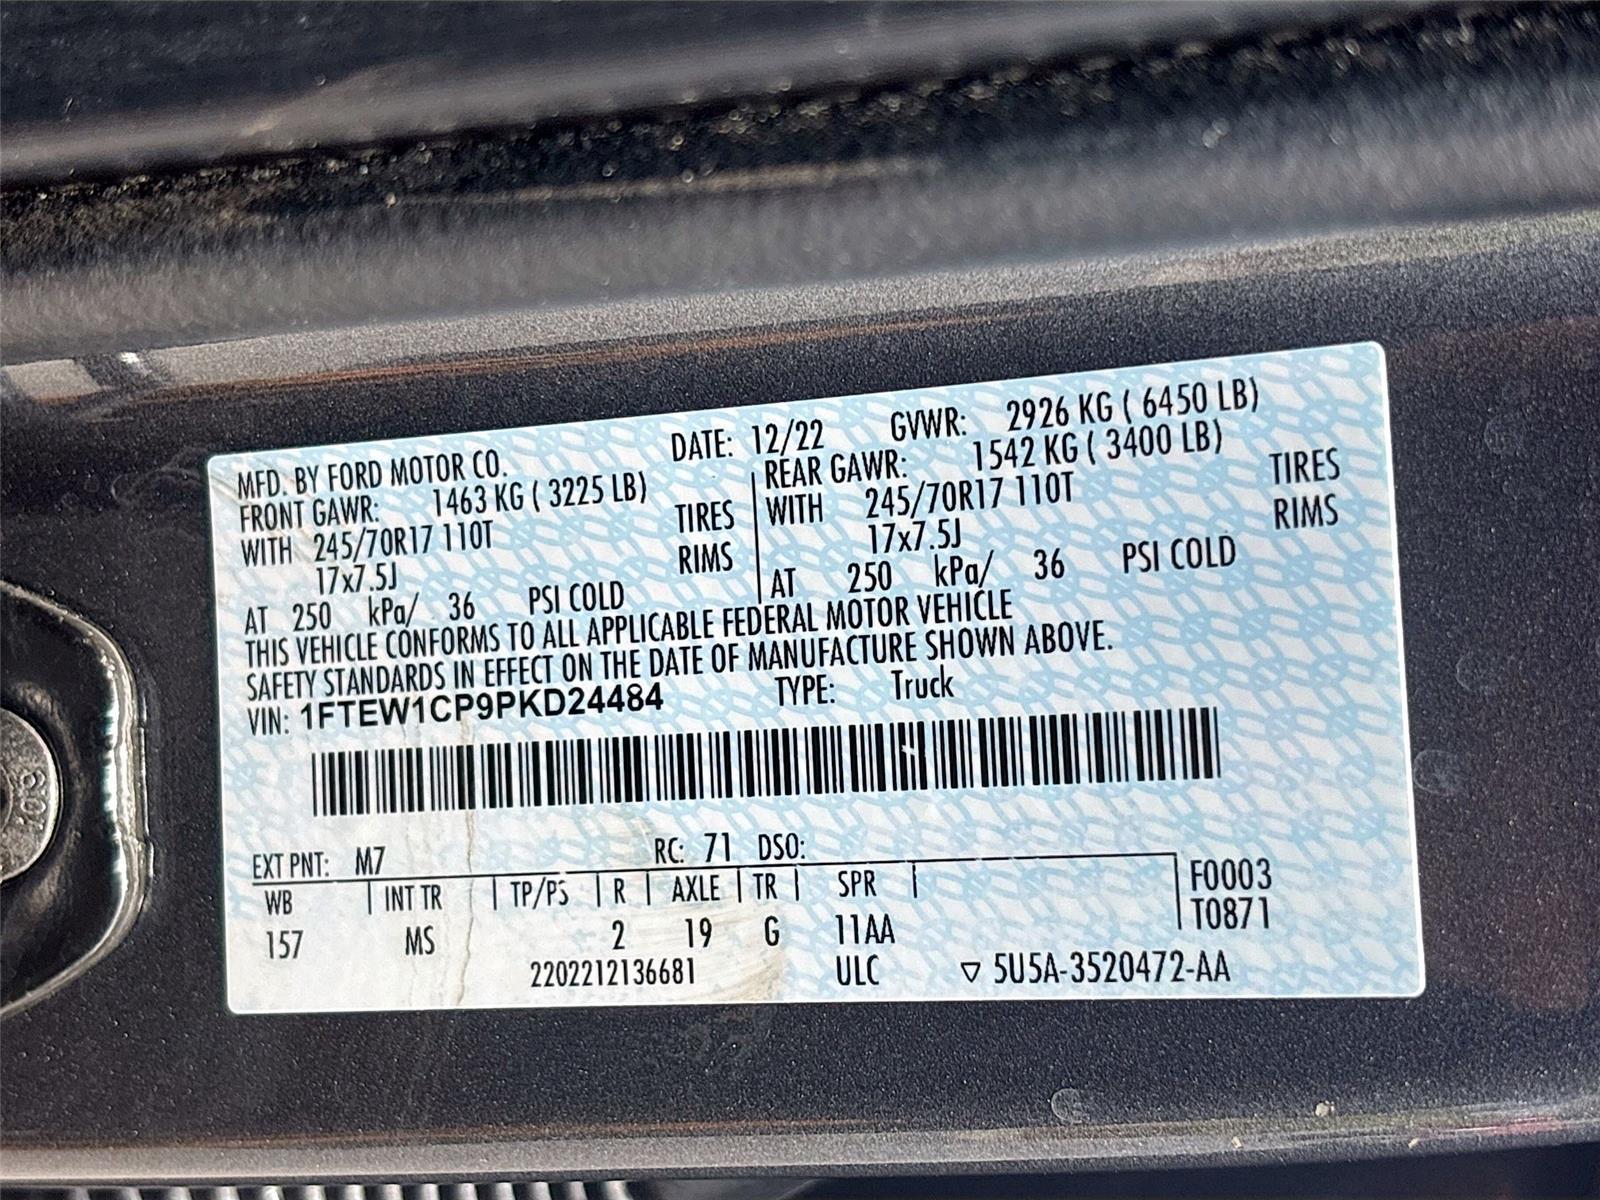 MFD. BY FORD MOTOR CO. DATE: 12/22 GVWR: 2926 KG ( 6450 LB)
FRONT GAWR: 1463 KG ( 3225 LB) REAR GAWR: 1542 KG ( 3400 LB)
WITH 245/70R17 110T TIRES WITH 245/70R17 110T TIRES
17x7.5J RIMS 17x7.5J RIMS
AT 250 kPa/ 36 PSI COLD AT 250 kPa/ 36 PSI COLD
THIS VEHICLE CONFORMS TO ALL APPLICABLE FEDERAL MOTOR VEHICLE
SAFETY STANDARDS IN EFFECT ON THE DATE OF MANUFACTURE SHOWN ABOVE.
VIN: 1FTEW1CP9PKD24484 TYPE: Truck
EXT PNT: M7 RC: 71 DSO:
WB INT TR TP/PS R AXLE TR SPR F0003
157 MS 2 19 G 11AA T0871
2202212136681 ULC ▽ 5U5A-3520472-AA